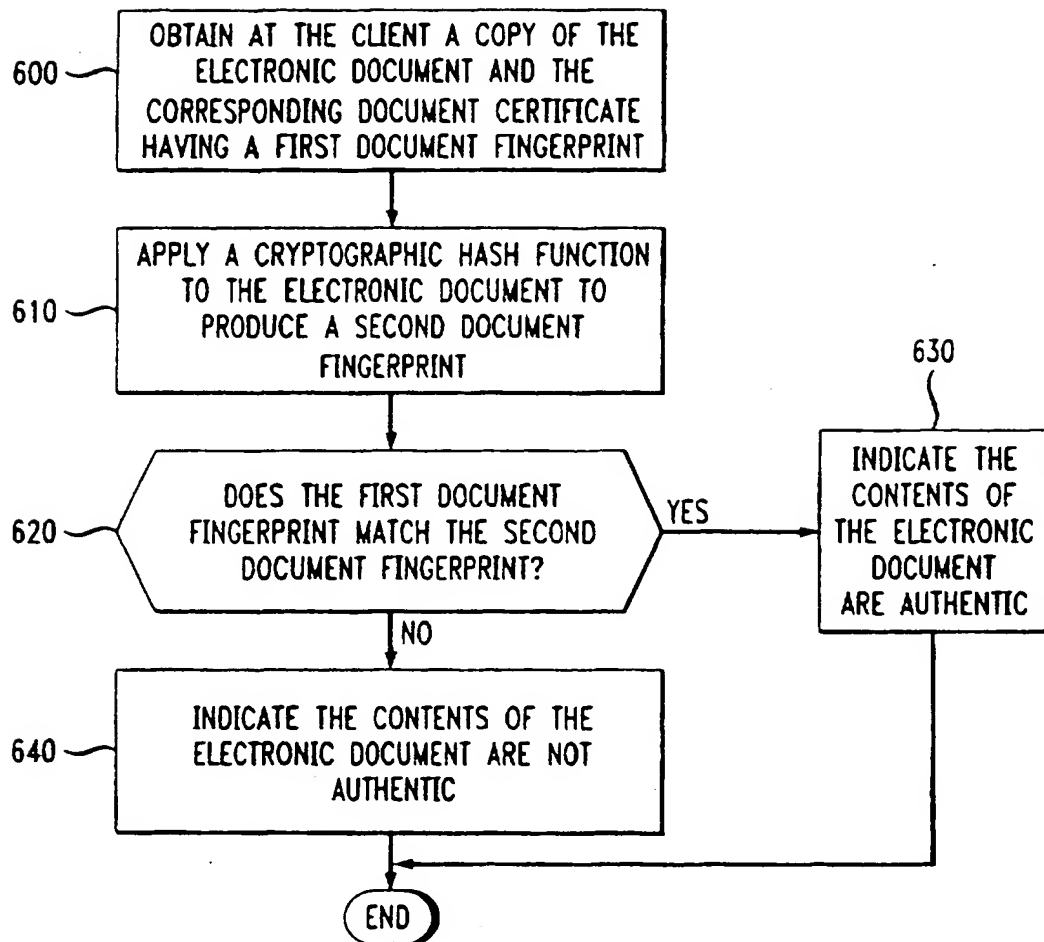 600
OBTAIN AT THE CLIENT A COPY OF THE
ELECTRONIC DOCUMENT AND THE
CORRESPONDING DOCUMENT CERTIFICATE
HAVING A FIRST DOCUMENT FINGERPRINT
610
APPLY A CRYPTOGRAPHIC HASH FUNCTION
TO THE ELECTRONIC DOCUMENT TO
PRODUCE A SECOND DOCUMENT
FINGERPRINT
620
DOES THE FIRST DOCUMENT
FINGERPRINT MATCH THE SECOND
DOCUMENT FINGERPRINT?
YES
630
INDICATE THE
CONTENTS OF
THE ELECTRONIC
DOCUMENT
ARE AUTHENTIC
NO
640
INDICATE THE CONTENTS OF THE
ELECTRONIC DOCUMENT ARE NOT
AUTHENTIC
END